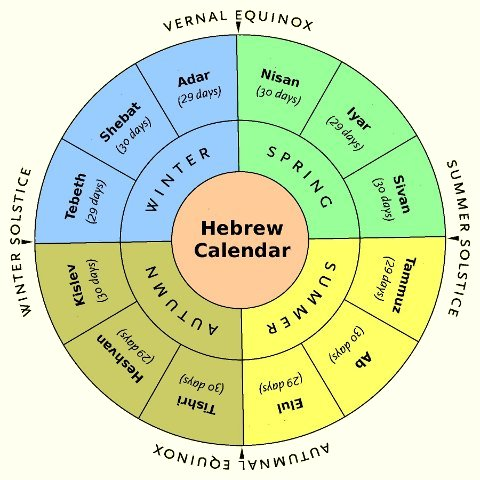 VERNAL EQUINOX
Nisan
(30 days)
Iyar
(29 days)
Sivan
(30 days)
SUMMER SOLSTICE
Tammuz
(29 days)
Ab
(30 days)
Elul
(29 days)
AUTUMNAL EQUINOX
Tishri
(30 days)
Heshvan
(29 days)
Kislev
(30 days)
WINTER SOLSTICE
Tebeth
(29 days)
Shebat
(30 days)
Adar
(29 days)
SPRING
SUMMER
AUTUMN
WINTER
Hebrew
Calendar